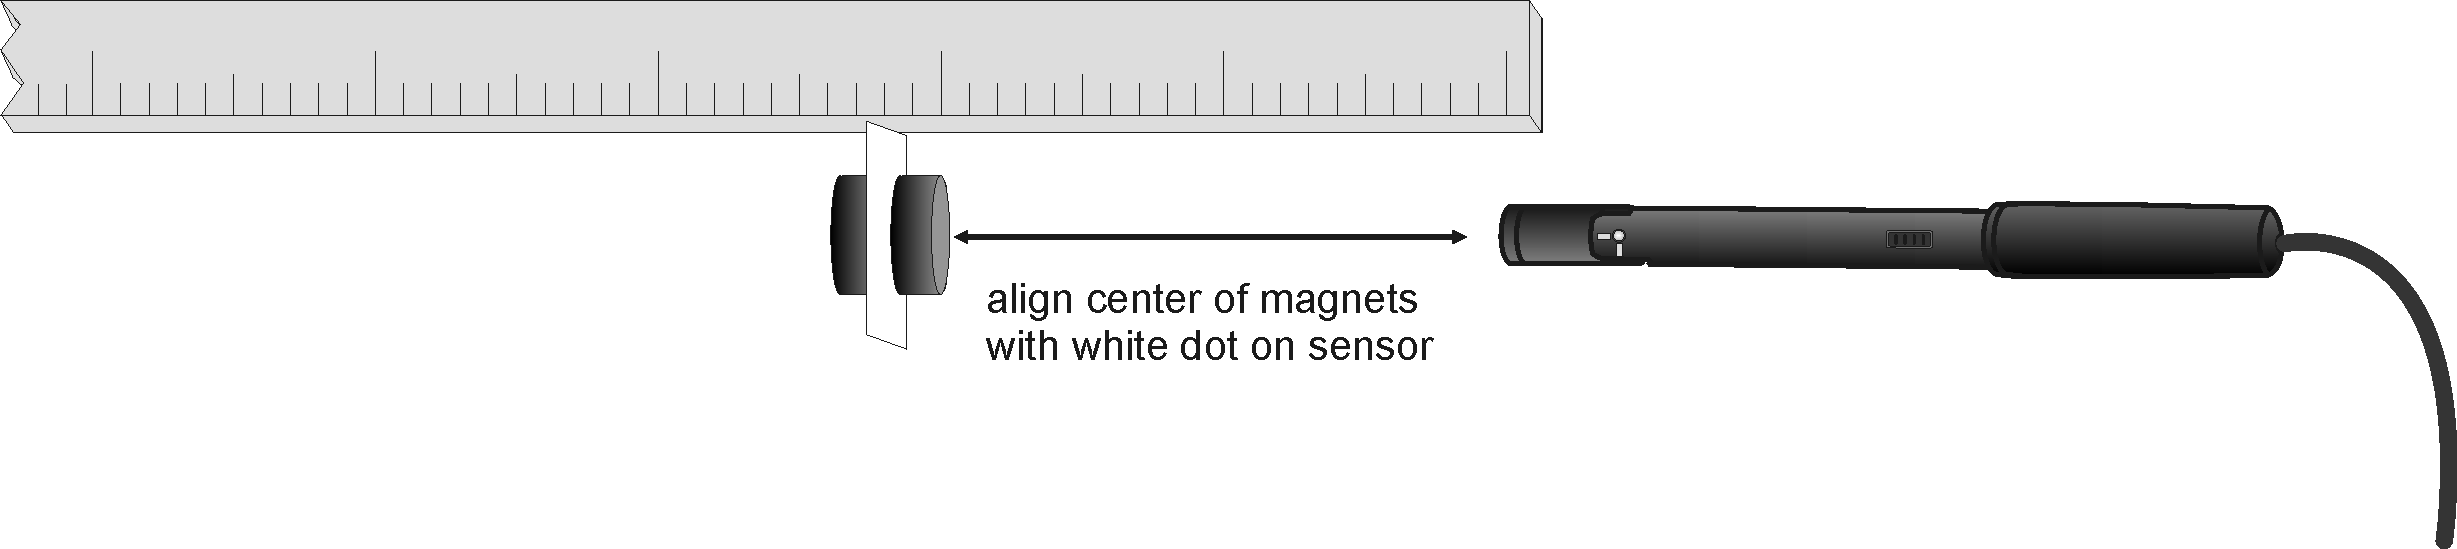 align center of magnets
with white dot on sensor